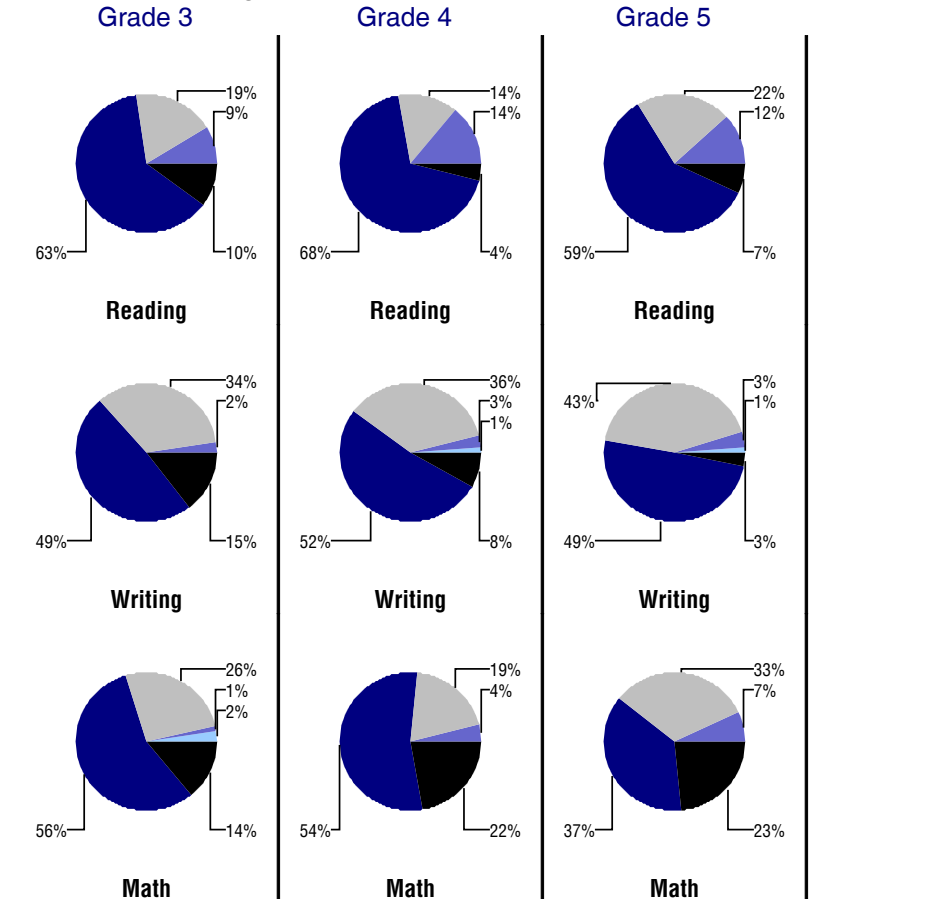 Grade 3 Grade 4 Grade 5
19% 14% 22%
9% 14% 12%
63% 10% 68% 4% 59% 7%
Reading Reading Reading
34% 36% 3%
2% 3% 43% 1%
1%
49% 15% 52% 8% 49% 3%
Writing Writing Writing
26% 19% 33%
1% 4% 7%
2%
56% 14% 54% 22% 37% 23%
Math Math Math